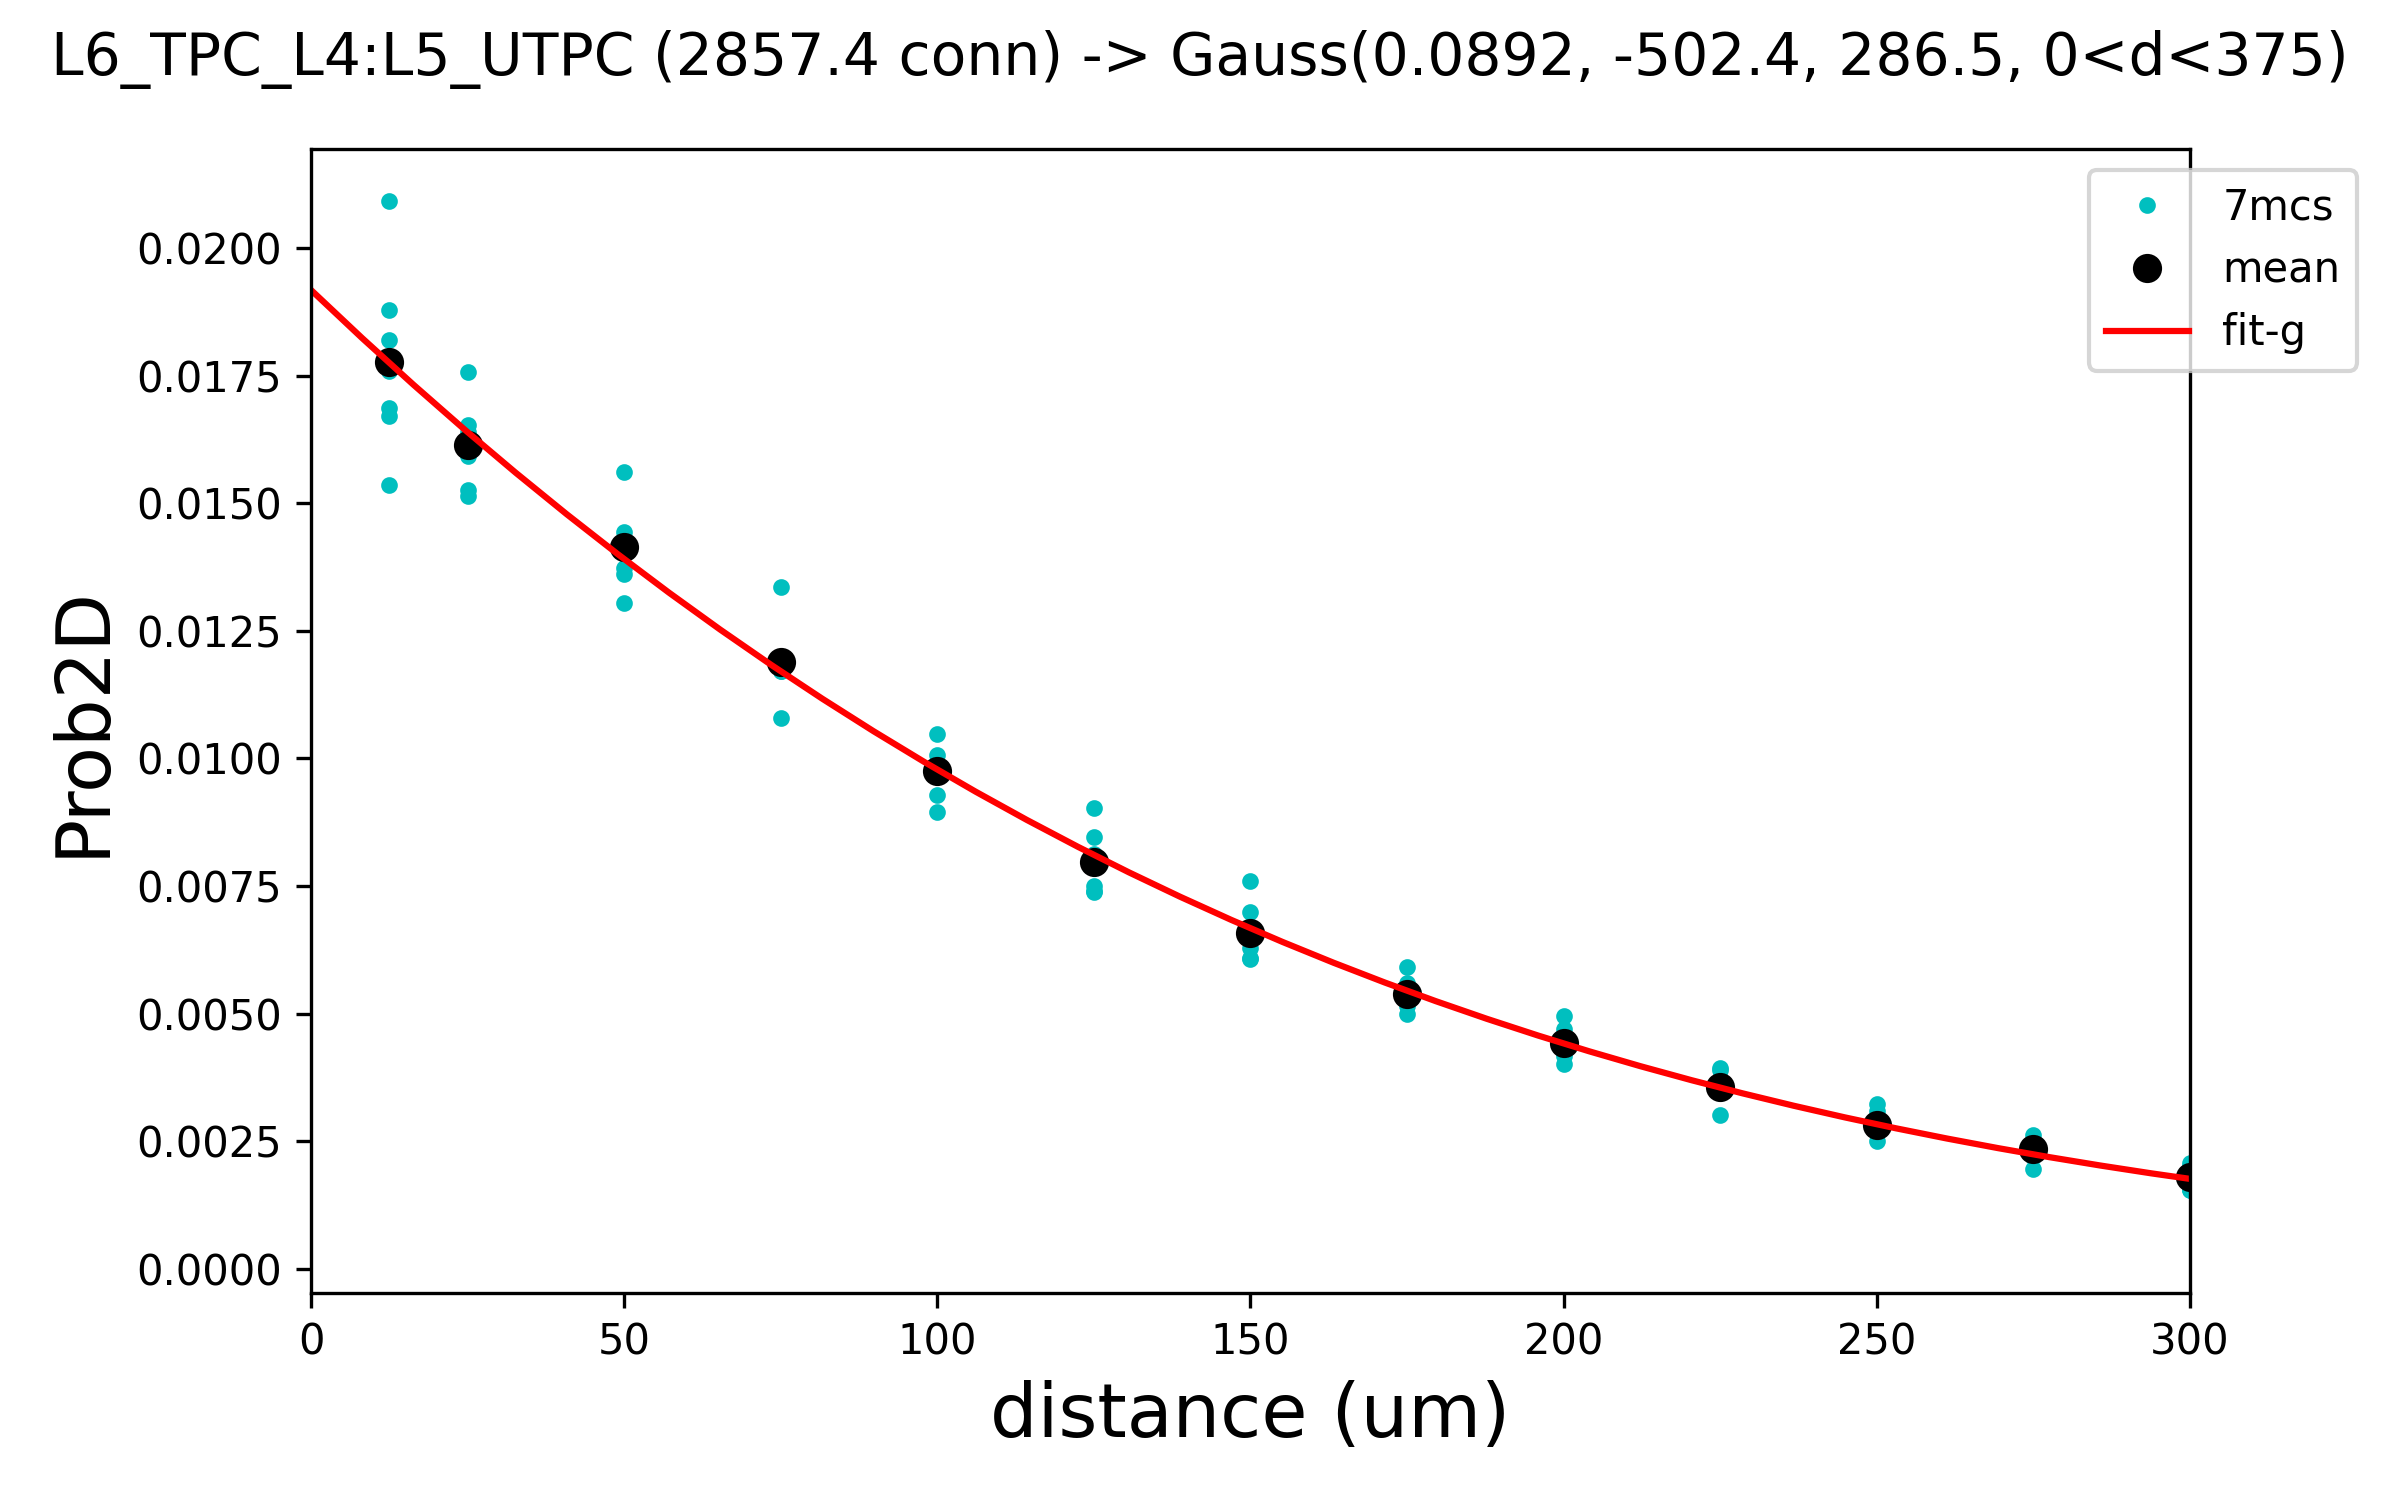 L6_TPC_L4:L5_UTPC (2857.4 conn) -> Gauss(0.0892, -502.4, 286.5, 0<d<375)
7mcs
mean
fit-g
Prob2D
0.0200
0.0175
0.0150
0.0125
0.0100
0.0075
0.0050
0.0025
0.0000
0 50 100 150 200 250 300
distance (um)